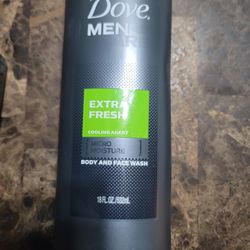 Dove
MEN
EXTRA
FRESH
COOLING AGENT
MICRO
MOISTURE
BODY AND FACE WASH
18 FL.OZ./532mL